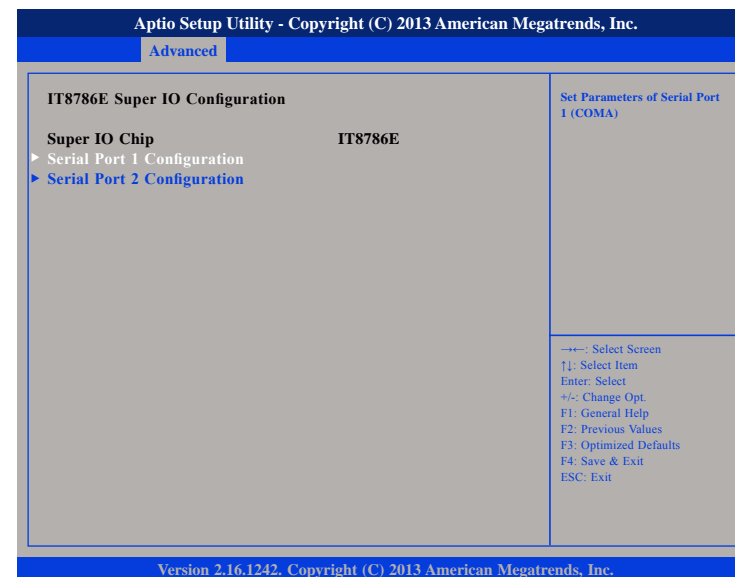 Aptio Setup Utility - Copyright (C) 2013 American Megatrends, Inc.
Advanced
IT8786E Super IO Configuration
Super IO Chip IT8786E
► Serial Port 1 Configuration
► Serial Port 2 Configuration
Set Parameters of Serial Port
1 (COMA)
→←: Select Screen
↑↓: Select Item
Enter: Select
+/-: Change Opt.
F1: General Help
F2: Previous Values
F3: Optimized Defaults
F4: Save & Exit
ESC: Exit
Version 2.16.1242. Copyright (C) 2013 American Megatrends, Inc.